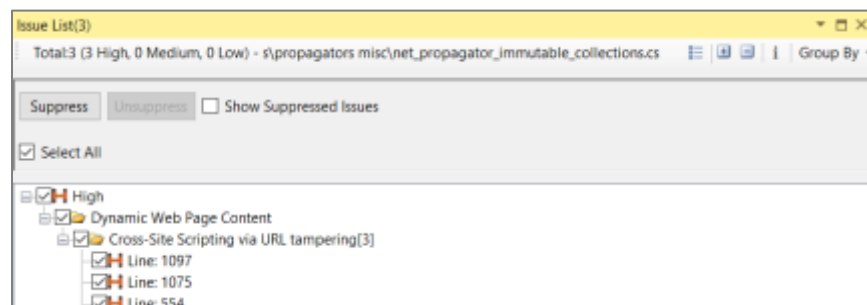 Issue List(3)
Total:3 (3 High, 0 Medium, 0 Low) - s\propagators misc\net_propagator_immutable_collections.cs Group By
Suppress Unsuppress Show Suppressed Issues
Select All
High
Dynamic Web Page Content
Cross-Site Scripting via URL tampering[3]
Line: 1097
Line: 1075
Line: 554